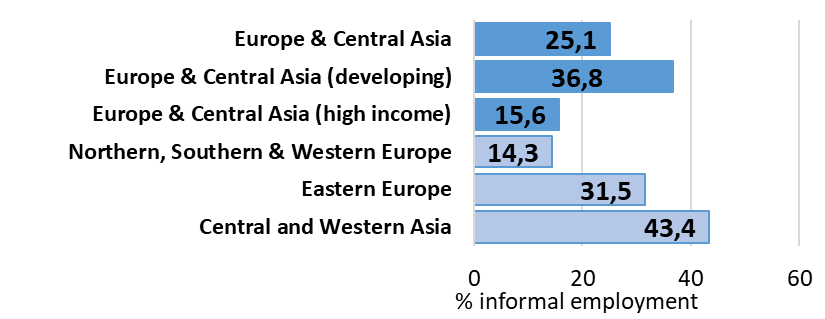 Europe & Central Asia 25,1
Europe & Central Asia (developing) 36,8
Europe & Central Asia (high income) 15,6
Northern, Southern & Western Europe 14,3
Eastern Europe 31,5
Central and Western Asia 43,4
0 20 40 60
% informal employment